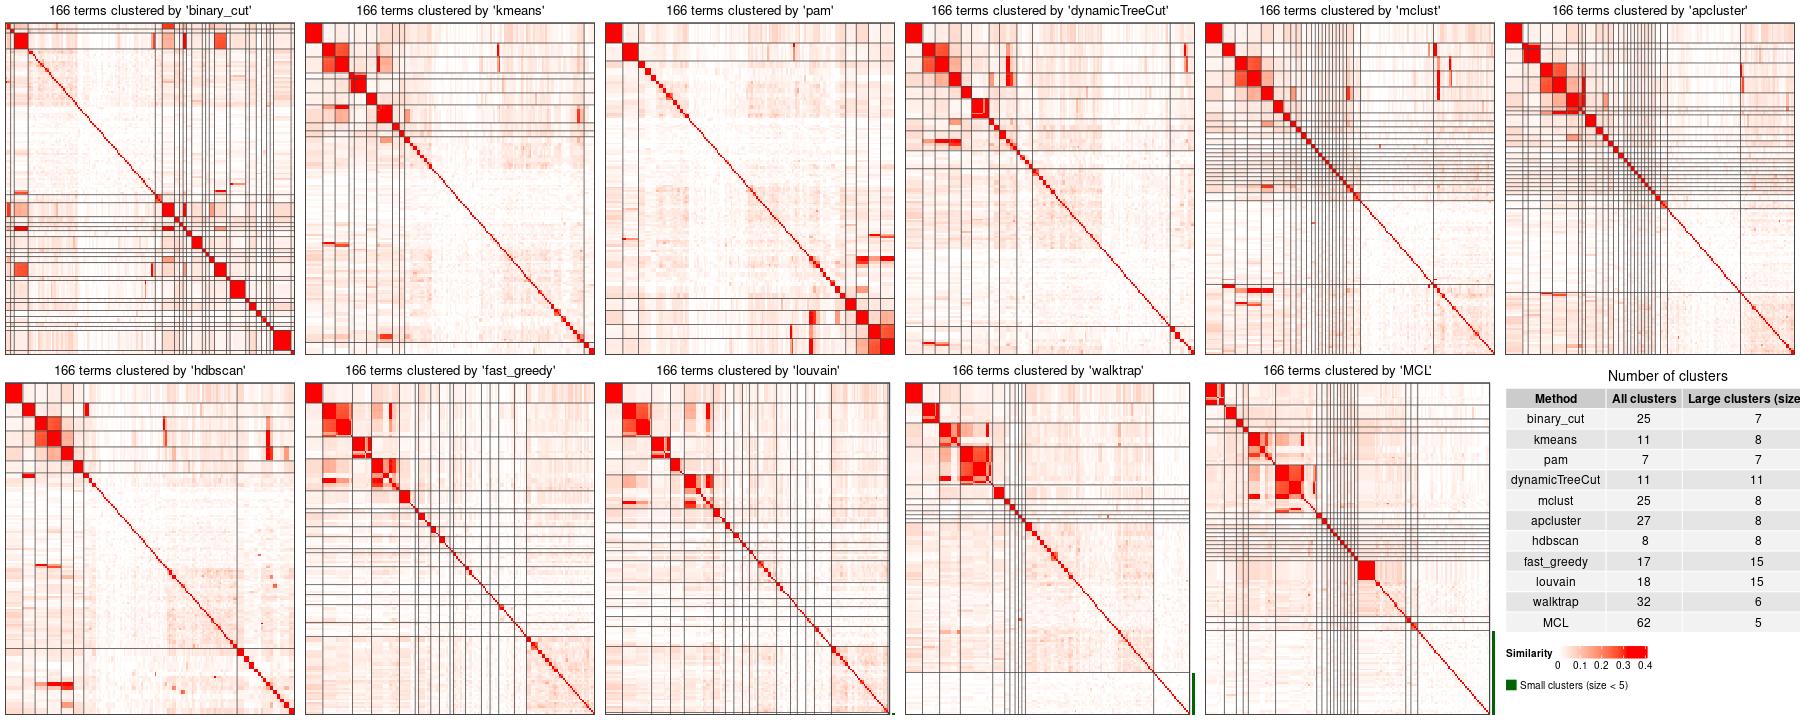 166 terms clustered by 'binary_cut'
166 terms clustered by 'kmeans'
166 terms clustered by 'pam'
166 terms clustered by 'dynamicTreeCut'
166 terms clustered by 'mclust'
166 terms clustered by 'apcluster'
166 terms clustered by 'hdbscan'
166 terms clustered by 'fast_greedy'
166 terms clustered by 'louvain'
166 terms clustered by 'walktrap'
166 terms clustered by 'MCL'
Number of clusters
Method All clusters Large clusters (size
binary_cut 25 7
kmeans 11 8
pam 7 7
dynamicTreeCut 11 11
mclust 25 8
apcluster 27 8
hdbscan 8 8
fast_greedy 17 15
louvain 18 15
walktrap 32 6
MCL 62 5
Similarity
0 0.1 0.2 0.3 0.4
Small clusters (size < 5)